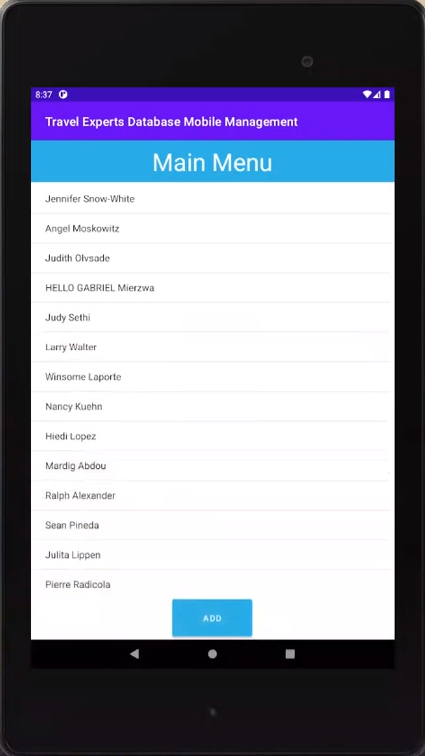 8:37
Travel Experts Database Mobile Management
Main Menu
Jennifer Snow-White
Angel Moskowitz
Judith Olvsade
HELLO GABRIEL Mierzwa
Judy Sethi
Larry Walter
Winsome Laporte
Nancy Kuehn
Hiedi Lopez
Mardig Abdou
Ralph Alexander
Sean Pineda
Julita Lippen
Pierre Radicola
ADD